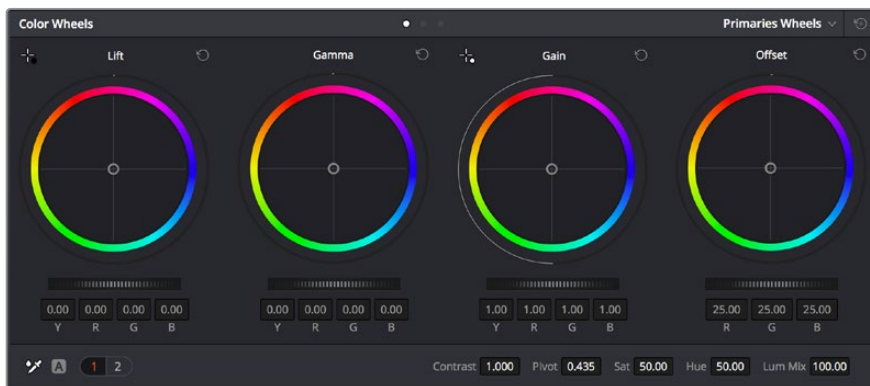 Color Wheels Primaries Wheels
Lift Gamma Gain Offset
0.00 0.00 0.00 0.00 0.00 0.00 0.00 0.00 1.00 1.00 1.00 1.00 25.00 25.00 25.00
Y R G B Y R G B Y R G B R G B
A 1 2 Contrast 1.000 Pivot 0.435 Sat 50.00 Hue 50.00 Lum Mix 100.00